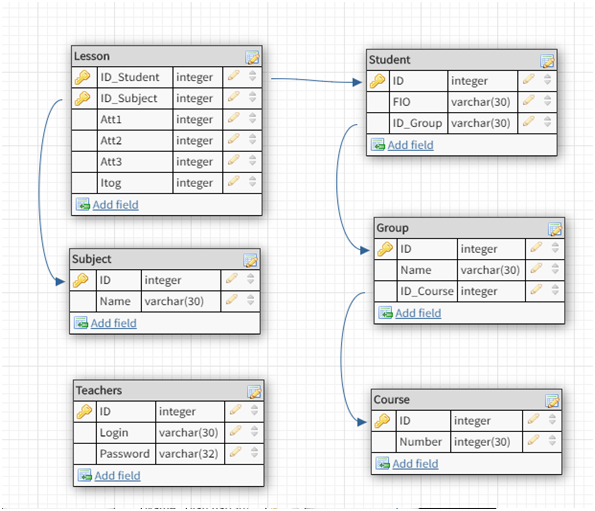 Lesson
ID_Student integer
ID_Subject integer
Att1 integer
Att2 integer
Att3 integer
Itog integer
Add field
Student
ID integer
FIO varchar(30)
ID_Group varchar(30)
Add field
Subject
ID integer
Name varchar(30)
Add field
Group
ID integer
Name varchar(30)
ID_Course integer
Add field
Teachers
ID integer
Login varchar(30)
Password varchar(32)
Add field
Course
ID integer
Number integer(30)
Add field